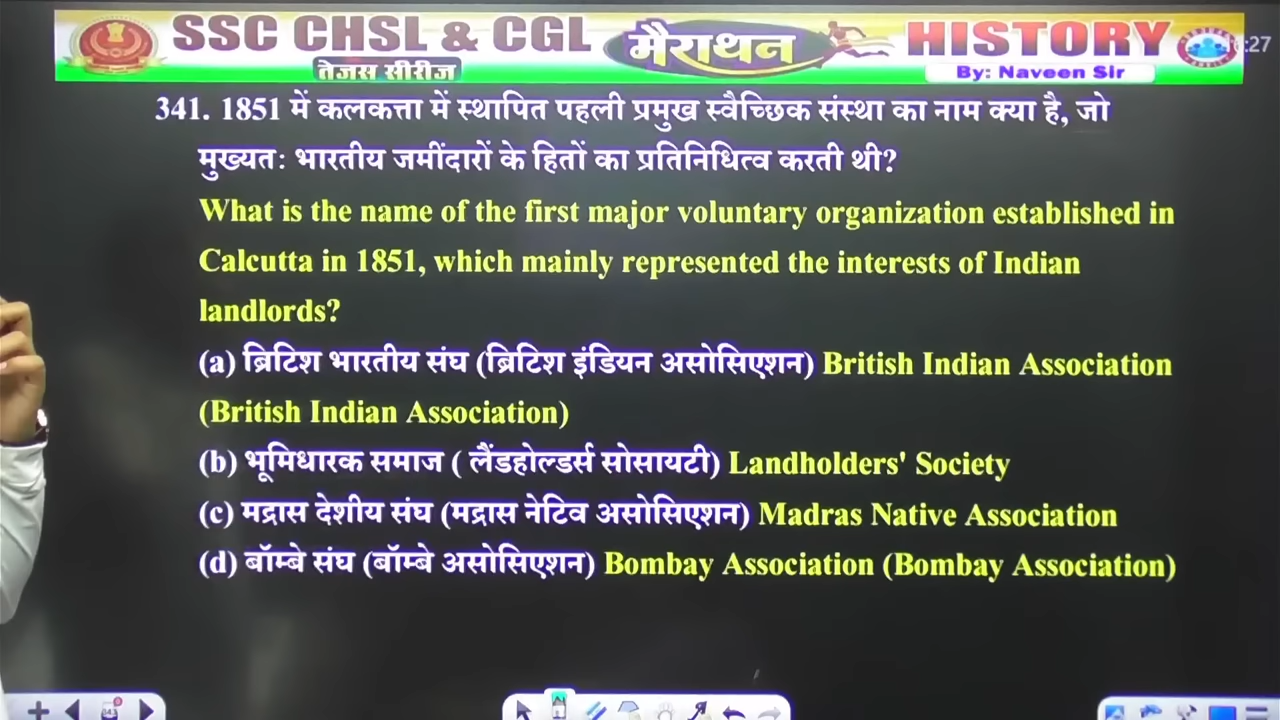 SSC CHSL & CGL मैराथन HISTORY
तेजस सीरीज By: Naveen Sir
341. 1851 में कलकत्ता में स्थापित पहली प्रमुख स्वैच्छिक संस्था का नाम क्या है, जो
मुख्यतः भारतीय जमींदारों के हितों का प्रतिनिधित्व करती थी?
What is the name of the first major voluntary organization established in
Calcutta in 1851, which mainly represented the interests of Indian
landlords?
(a) ब्रिटिश भारतीय संघ (ब्रिटिश इंडियन असोसिएशन) British Indian Association
(British Indian Association)
(b) भूमिधारक समाज ( लैंडहोल्डर्स सोसायटी) Landholders' Society
(c) मद्रास देशीय संघ (मद्रास नेटिव असोसिएशन) Madras Native Association
(d) बॉम्बे संघ (बॉम्बे असोसिएशन) Bombay Association (Bombay Association)